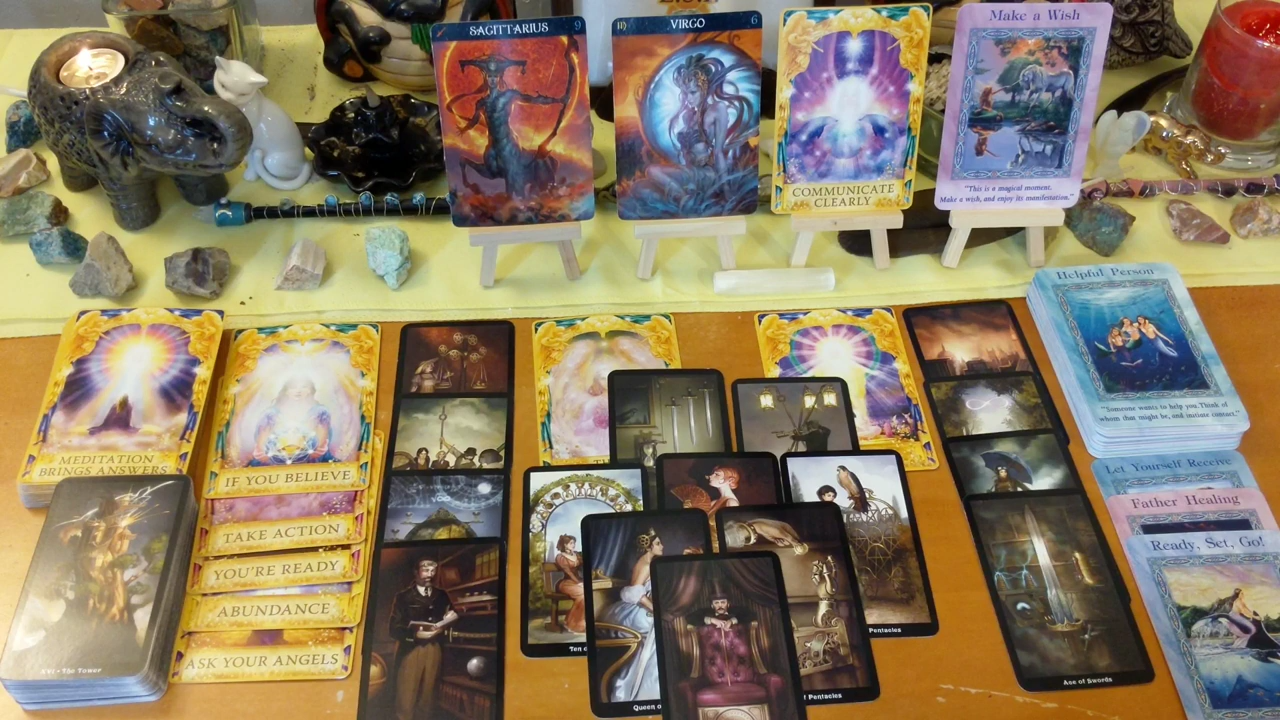 SAGITTARIUS 9
VIRGO 6
COMMUNICATE
CLEARLY
Make a Wish
"This is a magical moment.
Make a wish, and enjoy its manifestation."
MEDITATION
BRINGS ANSWERS
XVI • The Tower
IF YOU BELIEVE
TAKE ACTION
YOU'RE READY
ABUNDANCE
ASK YOUR ANGELS
Ten
Queen
Pentacles
of Pentacles
Ace of Swords
Helpful Person
"Someone wants to help you. Think of
whom that might be, and initiate contact."
Let Yourself Receive
Father Healing
Ready, Set, Go!